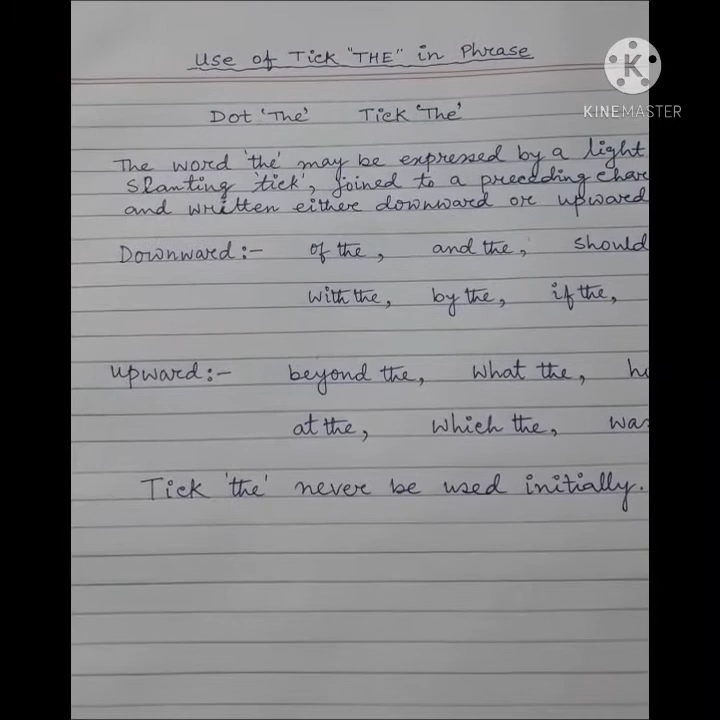 Use of Tick "THE" in Phrase
K
KINEMASTER
Dot 'The' Tick 'The'
The word 'the' may be expressed by a light
slanting 'tick', joined to a preceding char
and written either downward or upward
Downward:- of the, and the, should
with the, by the, if the,
Upward:- beyond the, what the,
at the, which the,
Tick 'the' never be used initially.